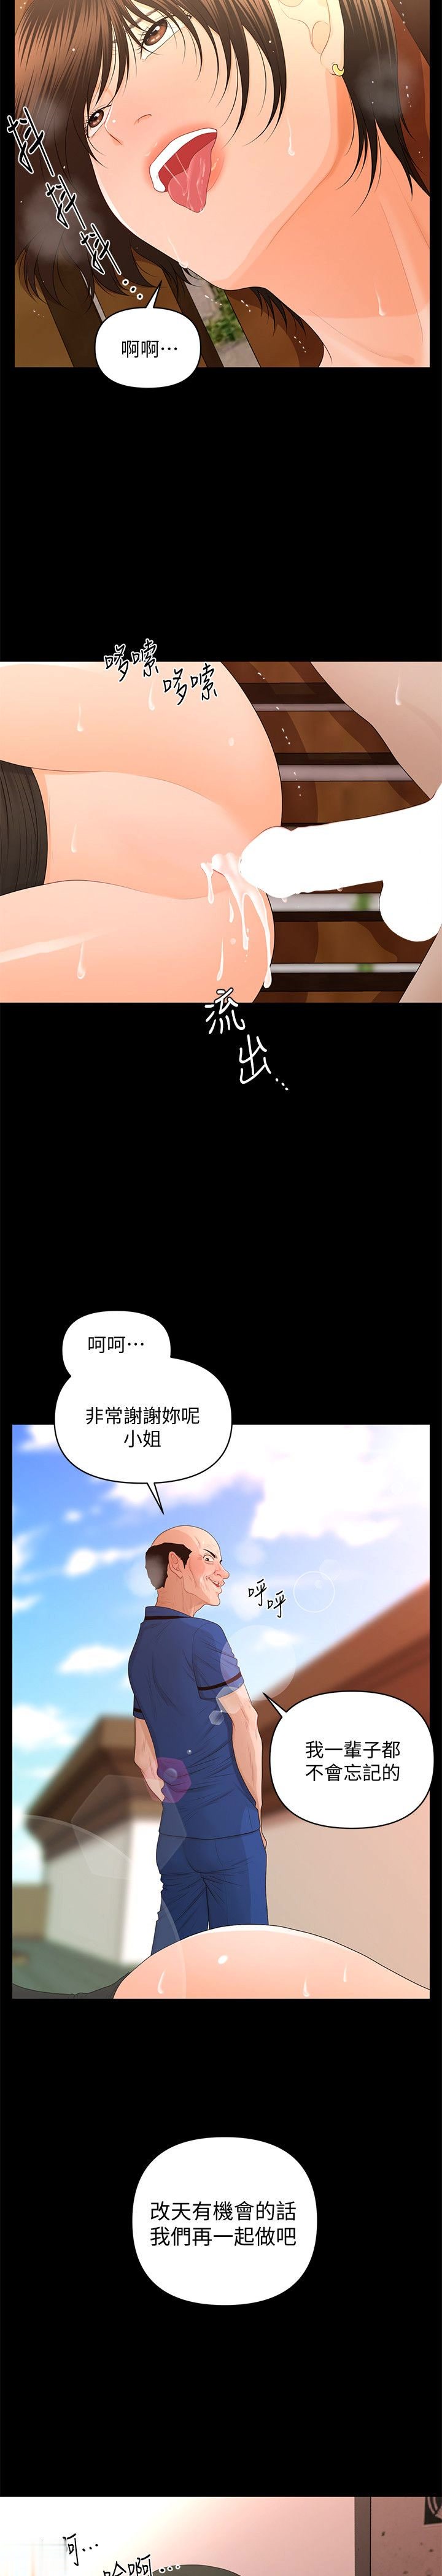 抖
抖
抖…
啊啊…
哆嗦
哆嗦
流
出…
呵呵…
非常謝謝妳呢
小姐
呼
呼
我一輩子都
不會忘記的
改天有機會的話
我們再一起做吧
哈啊…